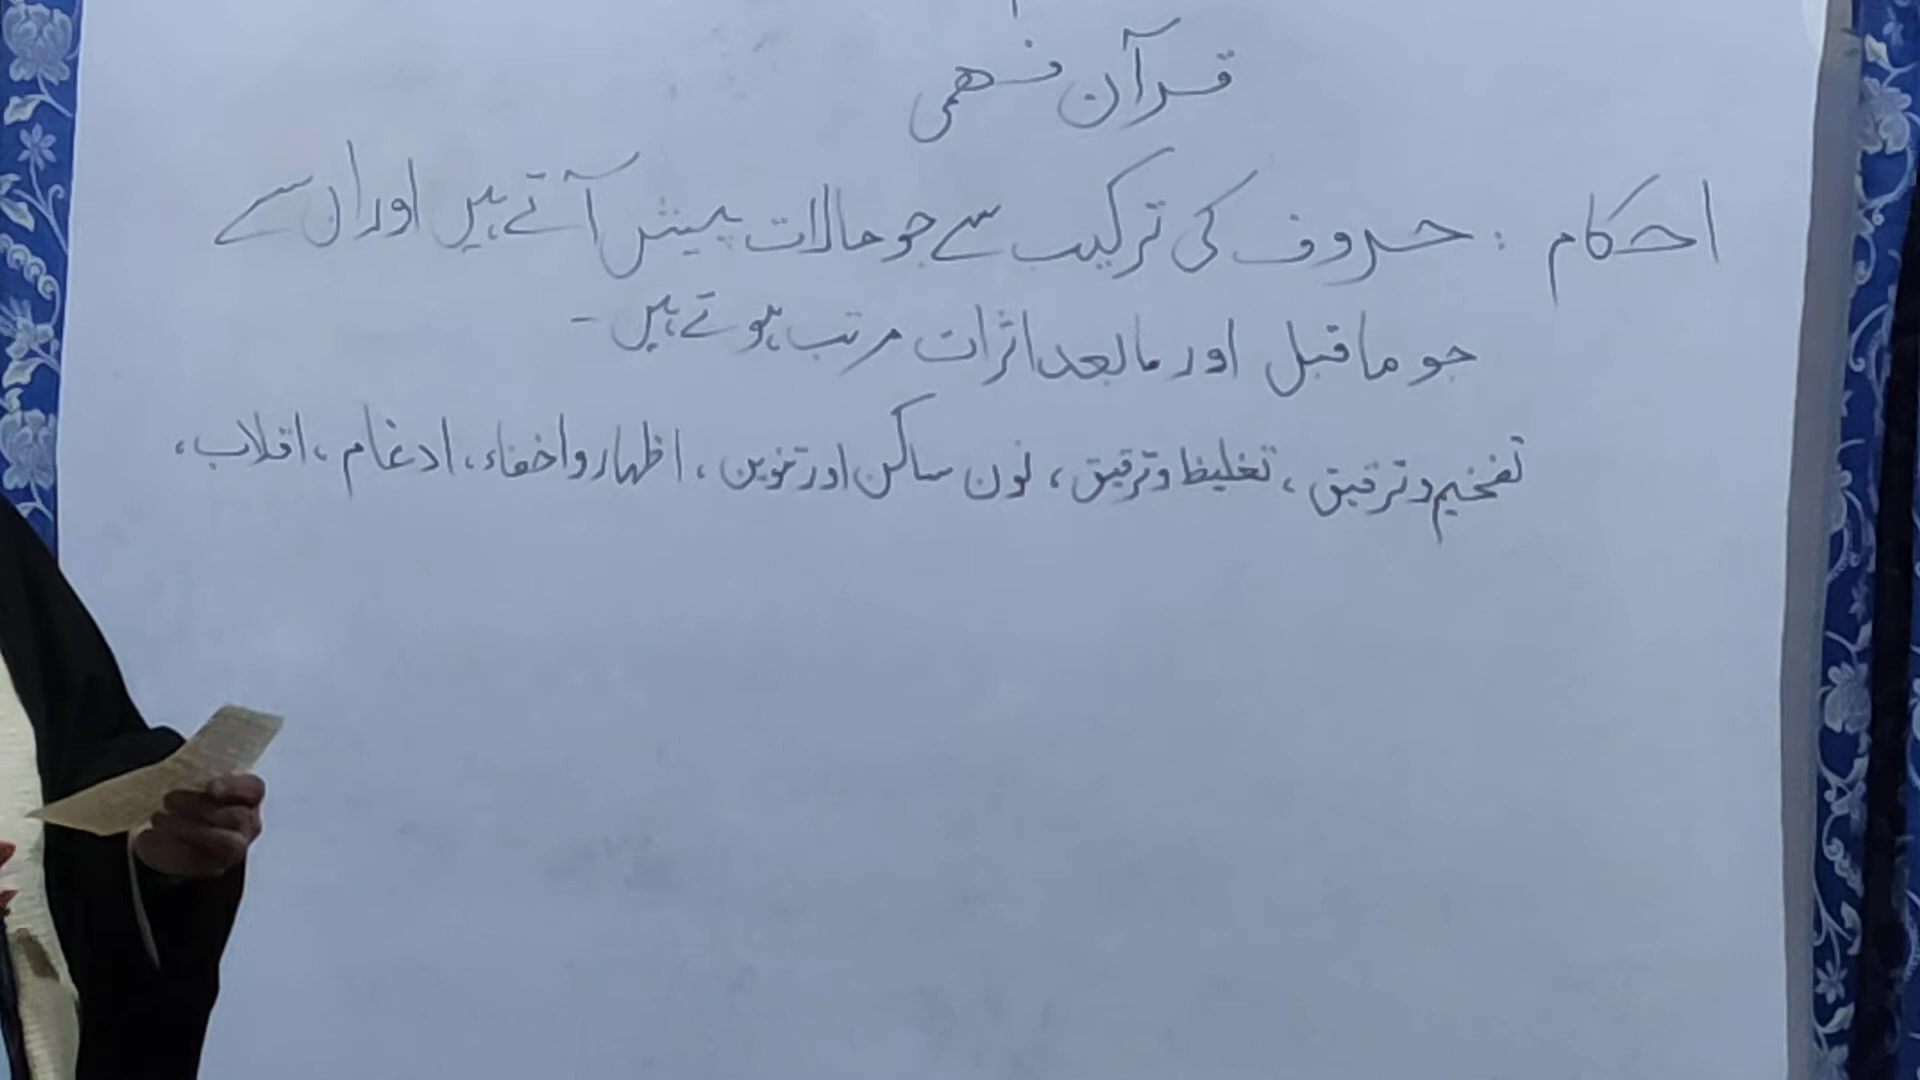 قرآن فہمی
احکام : حروف کی ترکیب سے جو حالات پیش آتے ہیں اور ان سے
جو ماقبل اور مابعد اثرات مرتب ہوتے ہیں ۔
تفخیم و ترقیق ، تغلیظ و ترقیق ، نون ساکن اور تنوین ، اظہار و اخفاء ، ادغام ، اقلاب ،